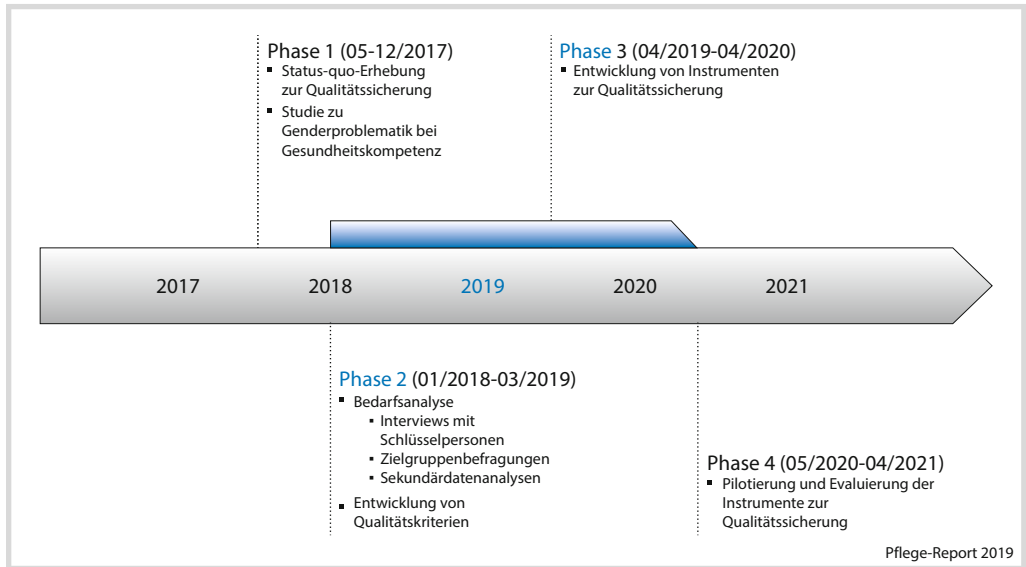 Phase 1 (05-12/2017)
▪ Status-quo-Erhebung
zur Qualitätssicherung
▪ Studie zu
Genderproblematik bei
Gesundheitskompetenz
Phase 3 (04/2019-04/2020)
▪ Entwicklung von Instrumenten
zur Qualitätssicherung
2017 2018 2019 2020 2021
Phase 2 (01/2018-03/2019)
▪ Bedarfsanalyse
▪ Interviews mit
Schlüsselpersonen
▪ Zielgruppenbefragungen
▪ Sekundärdatenanalysen
▪ Entwicklung von
Qualitätskriterien
Phase 4 (05/2020-04/2021)
▪ Pilotierung und Evaluierung der
Instrumente zur
Qualitätssicherung
Pflege-Report 2019